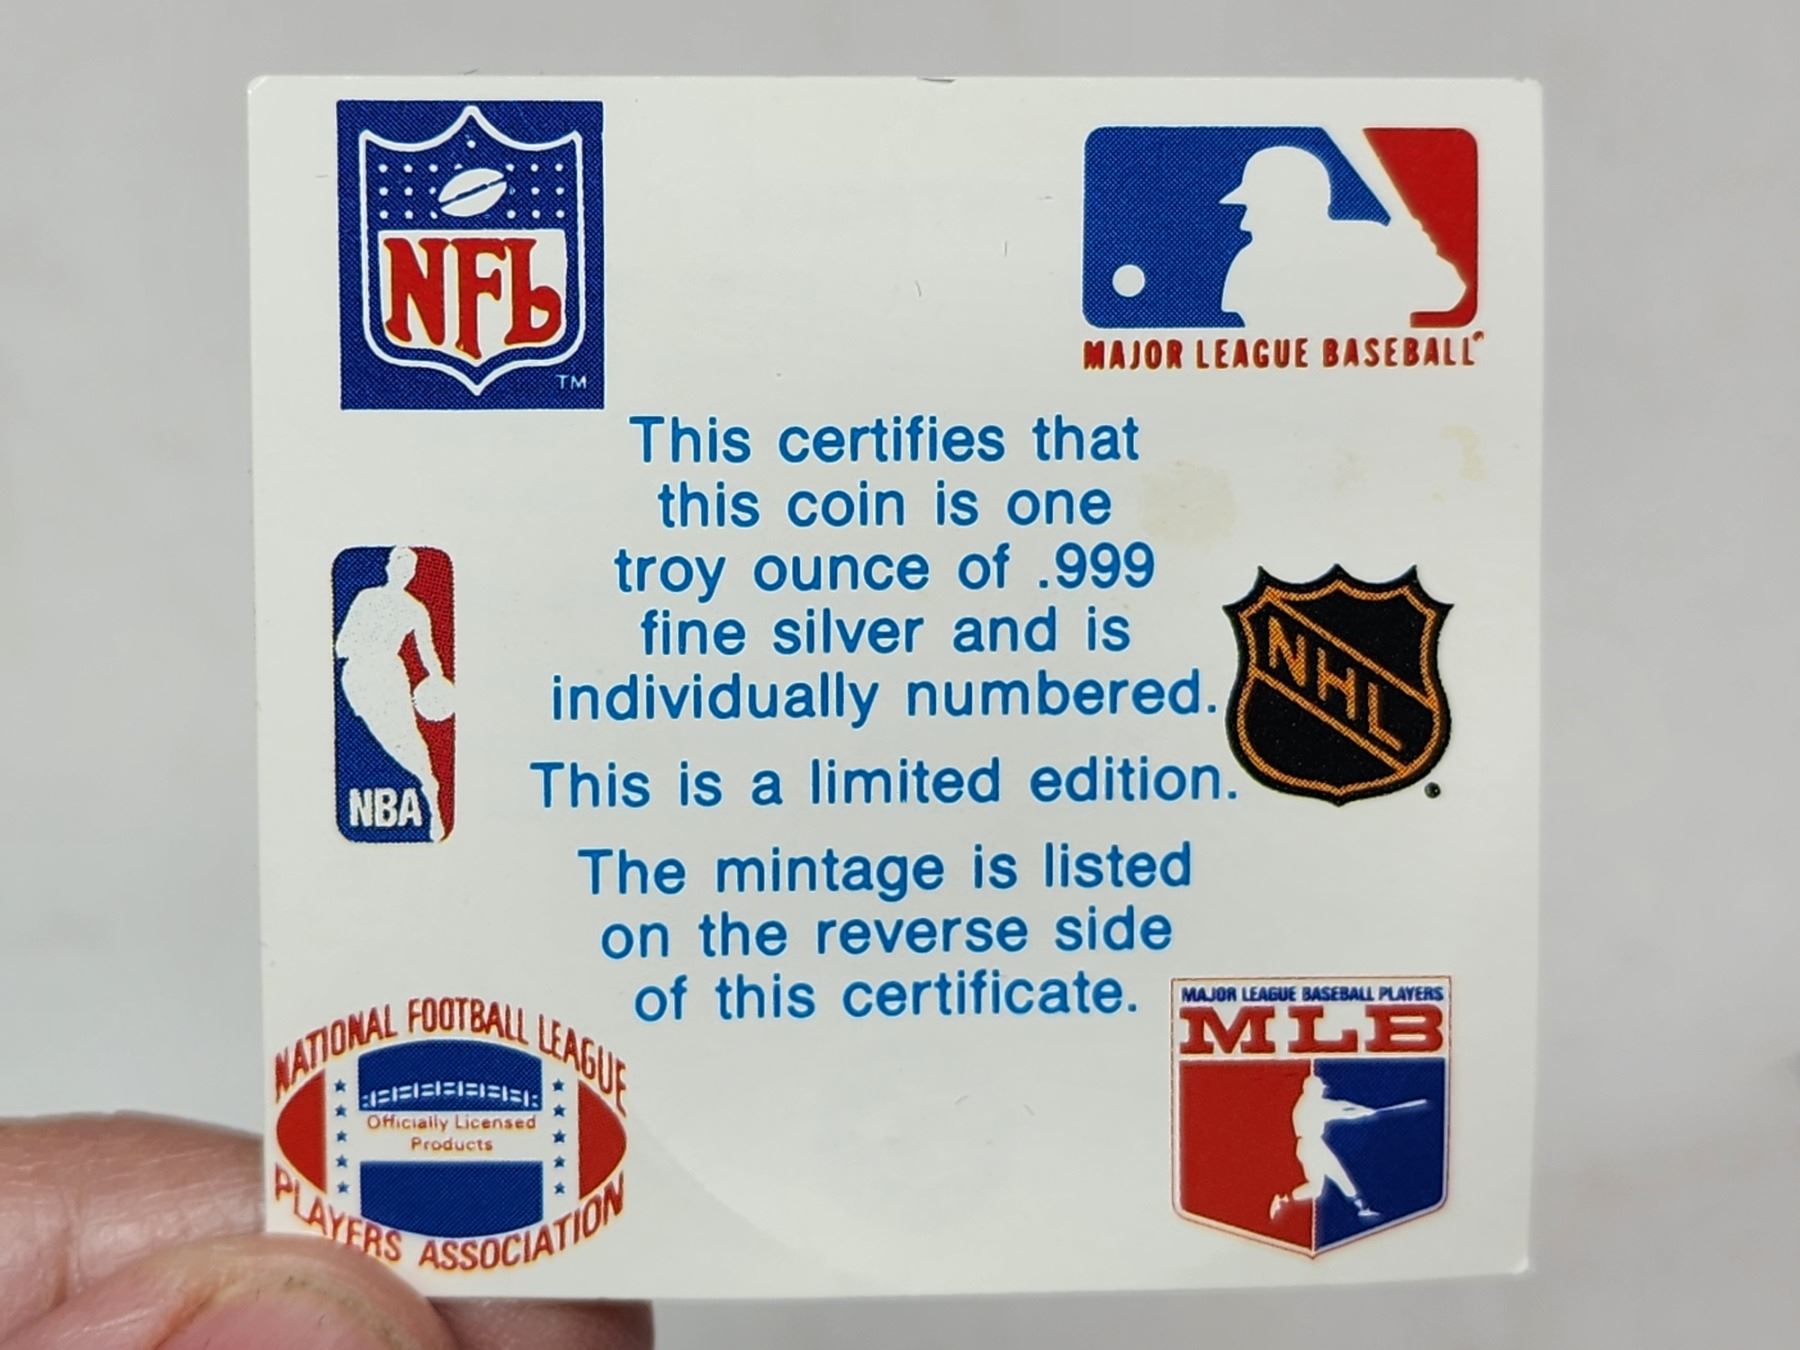 NFL
TM
MAJOR LEAGUE BASEBALL
This certifies that
this coin is one
troy ounce of .999
fine silver and is
individually numbered.
This is a limited edition.
The mintage is listed
on the reverse side
of this certificate.
NBA
NHL
NATIONAL FOOTBALL LEAGUE
Officially Licensed
Products
PLAYERS ASSOCIATION
MAJOR LEAGUE BASEBALL PLAYERS
MLB